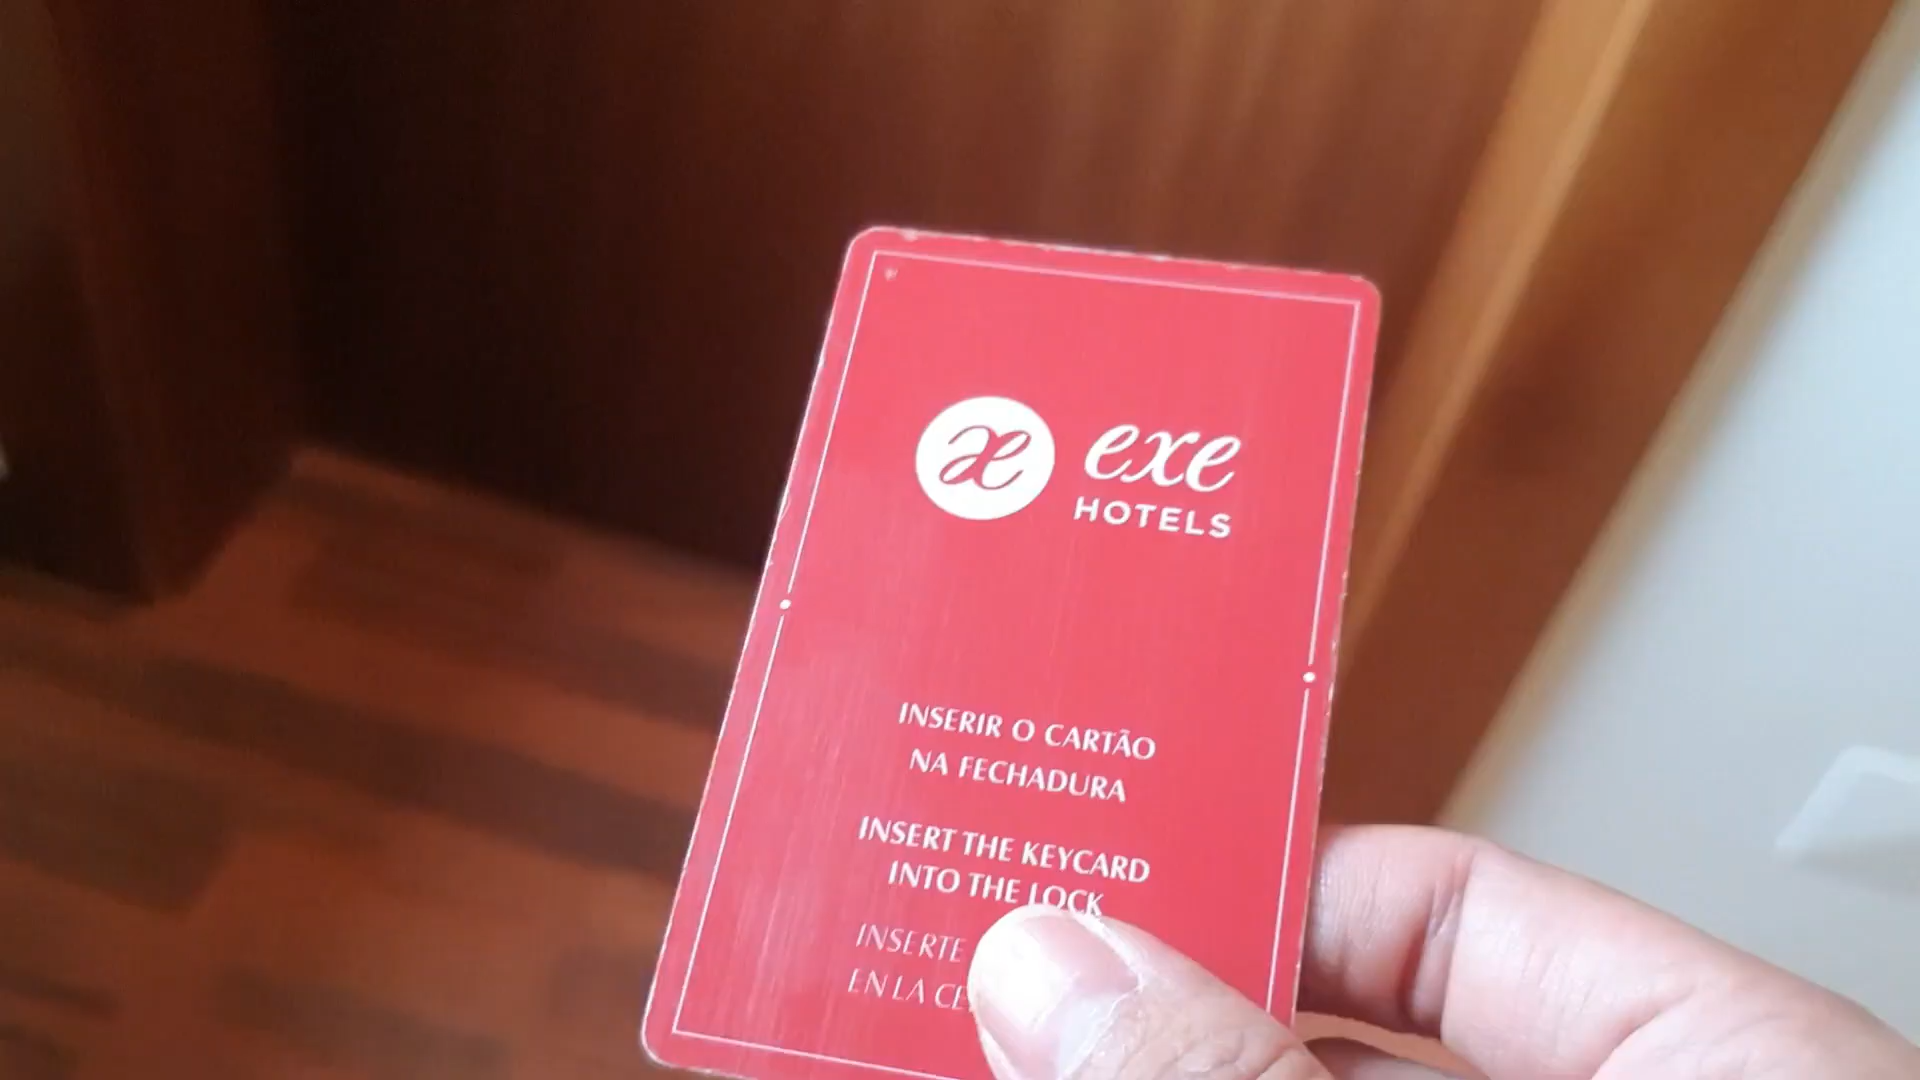 æ exe
HOTELS
INSERIR O CARTÃO
NA FECHADURA
INSERT THE KEYCARD
INTO THE LOCK
INSERTE
EN LA